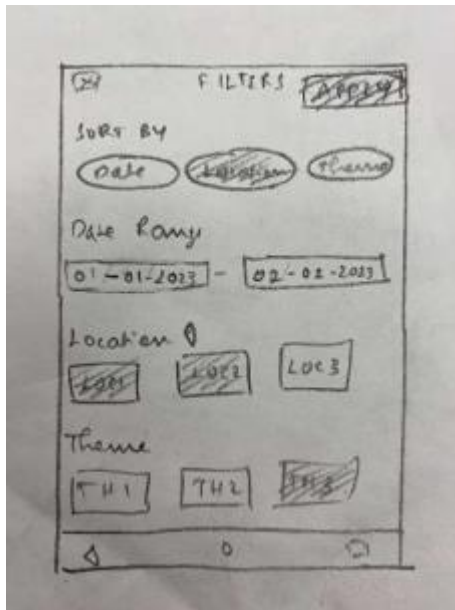 FILTERS APPLY
SORT BY
Date Location Theme
Date Range
01-01-2023 - 02-02-2023
Location
LOC1 LOC2 LOC3
Theme
TH1 TH2 TH3